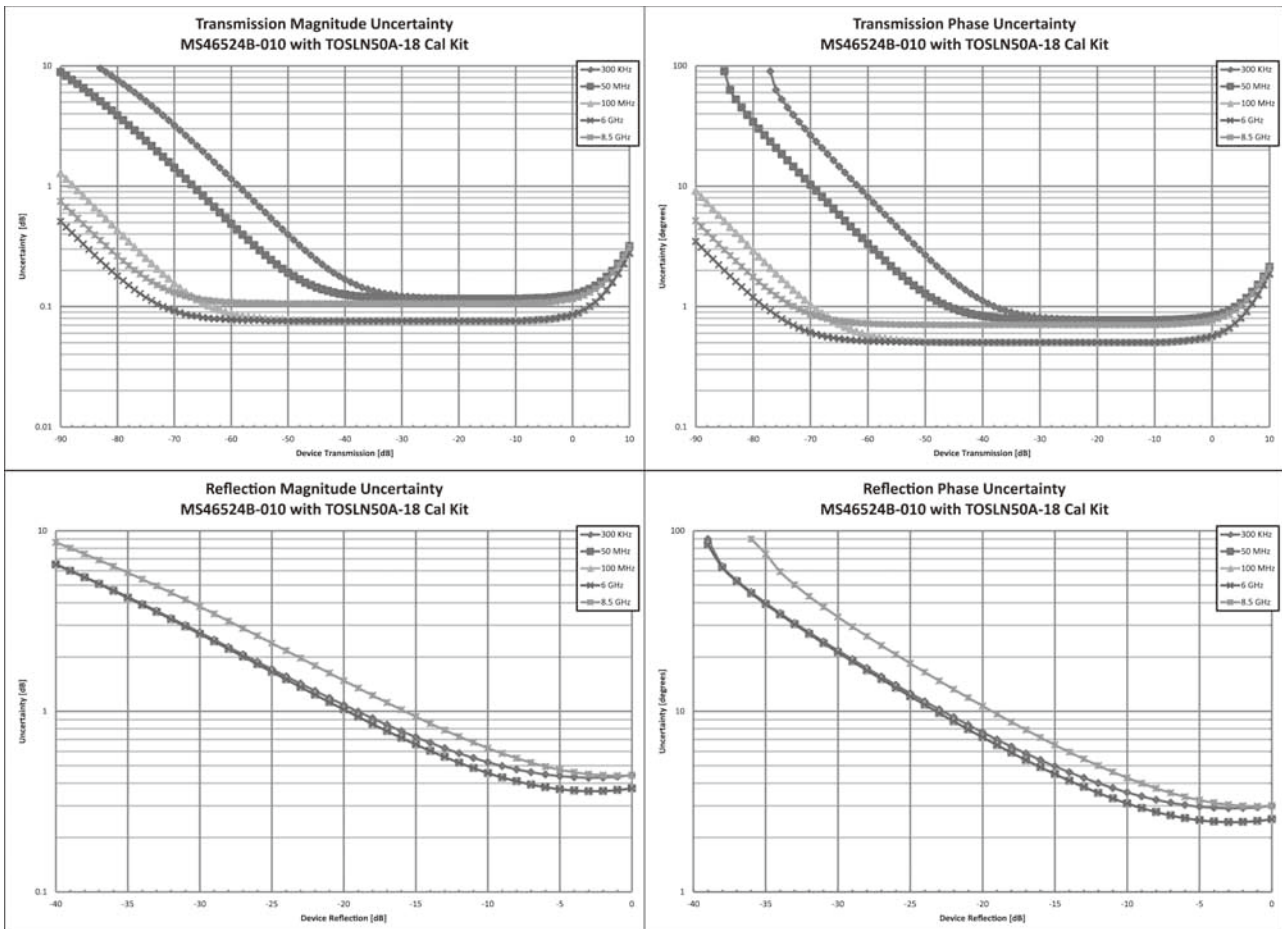 Transmission Magnitude Uncertainty
MS46524B-010 with TOSLN50A-18 Cal Kit
10
1
0.1
0.01
Uncertainty [dB]
-90 -80 -70 -60 -50 -40 -30 -20 -10 0 10
Device Transmission [dB]
300 KHz
50 MHz
100 MHz
6 GHz
8.5 GHz
Transmission Phase Uncertainty
MS46524B-010 with TOSLN50A-18 Cal Kit
100
10
1
0.1
Uncertainty [degrees]
-90 -80 -70 -60 -50 -40 -30 -20 -10 0 10
Device Transmission [dB]
300 KHz
50 MHz
100 MHz
6 GHz
8.5 GHz
Reflection Magnitude Uncertainty
MS46524B-010 with TOSLN50A-18 Cal Kit
10
1
0.1
Uncertainty [dB]
-40 -35 -30 -25 -20 -15 -10 -5 0
Device Reflection [dB]
300 KHz
50 MHz
100 MHz
6 GHz
8.5 GHz
Reflection Phase Uncertainty
MS46524B-010 with TOSLN50A-18 Cal Kit
100
10
1
Uncertainty [degrees]
-40 -35 -30 -25 -20 -15 -10 -5 0
Device Reflection [dB]
300 KHz
50 MHz
100 MHz
6 GHz
8.5 GHz